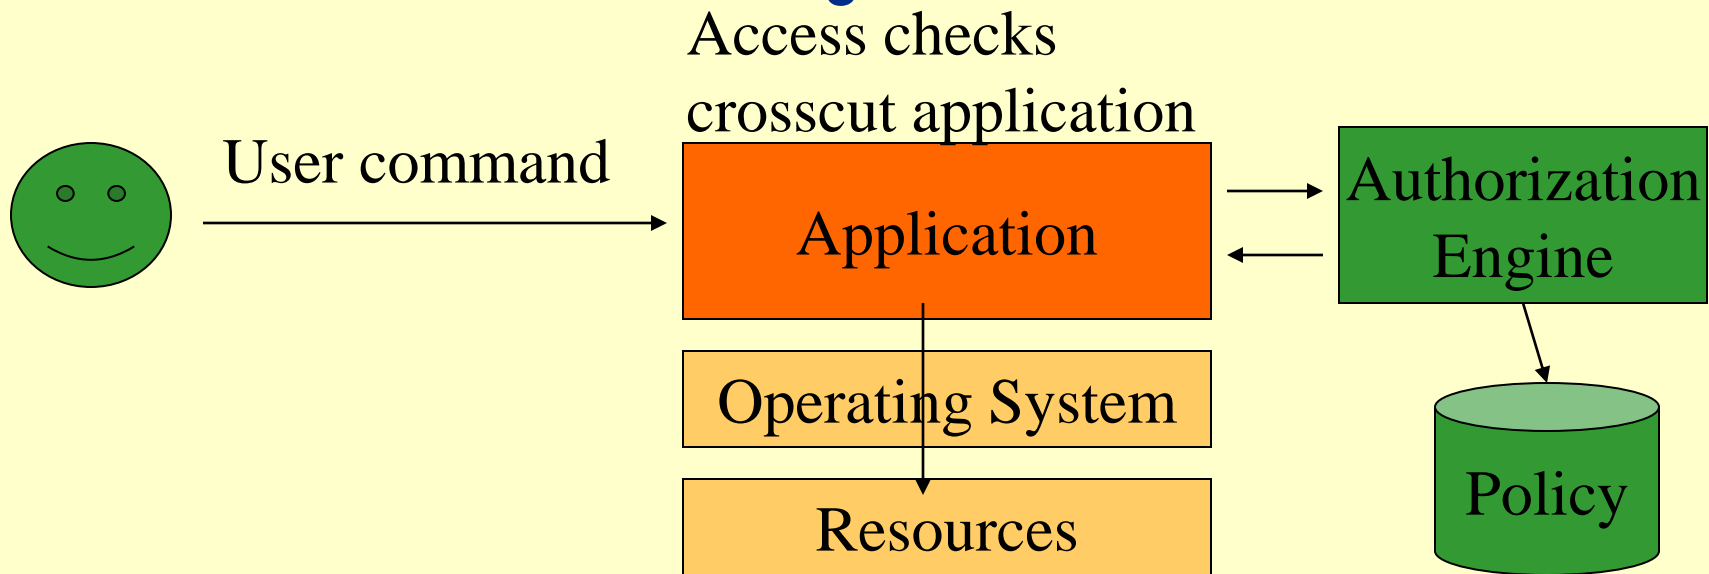 Access checks
crosscut application
User command
Application
Authorization
Engine
Operating System
Policy
Resources